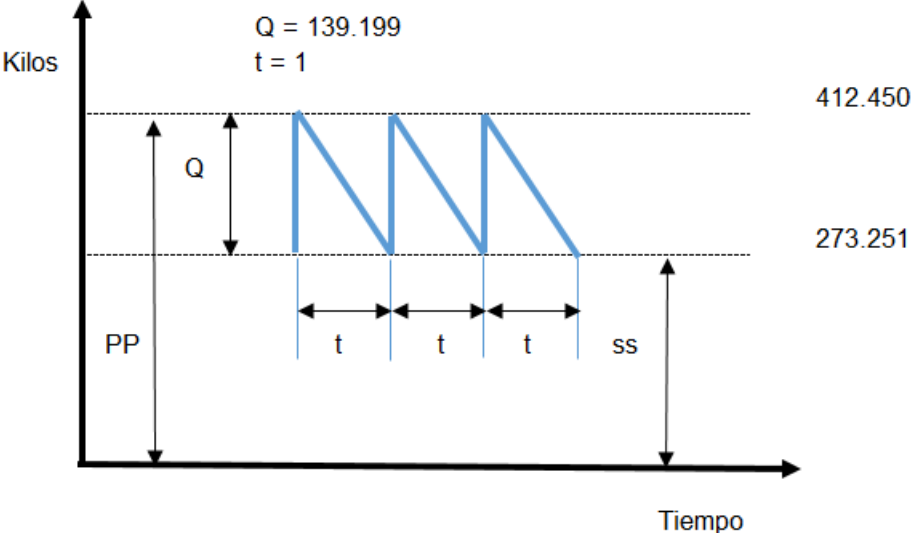 Q = 139.199
Kilos
t = 1
412.450
Q
273.251
PP
t
t
t
ss
Tiempo